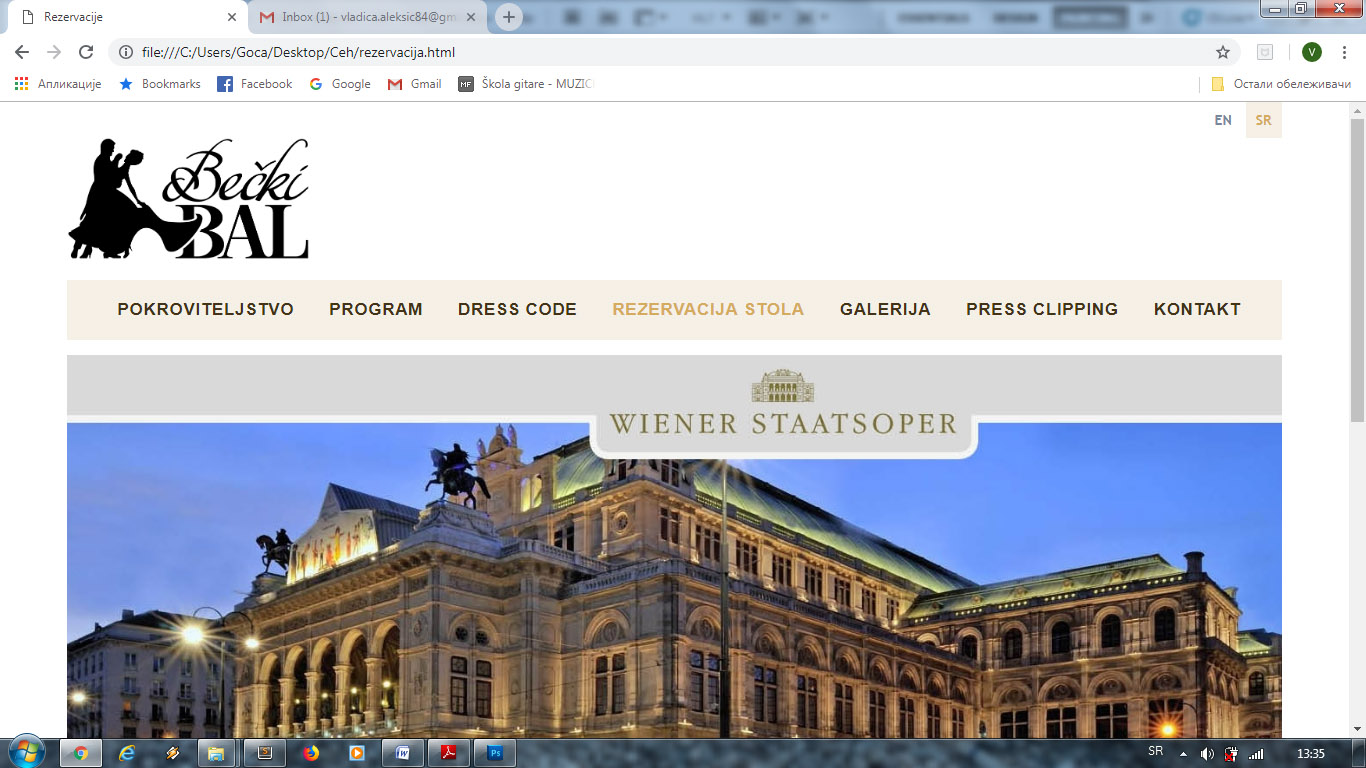 Rezervacije
Inbox (1) - vladica.aleksic84@gm
file:///C:/Users/Goca/Desktop/Ceh/rezervacija.html
V
Апликације Bookmarks Facebook Google Gmail MF Škola gitare - MUZIC
Остали обележивачи
EN SR
Bečki
BAL
POKROVITELJSTVO PROGRAM DRESS CODE REZERVACIJA STOLA GALERIJA PRESS CLIPPING KONTAKT
WIENER STAATSOPER
SR 13:35